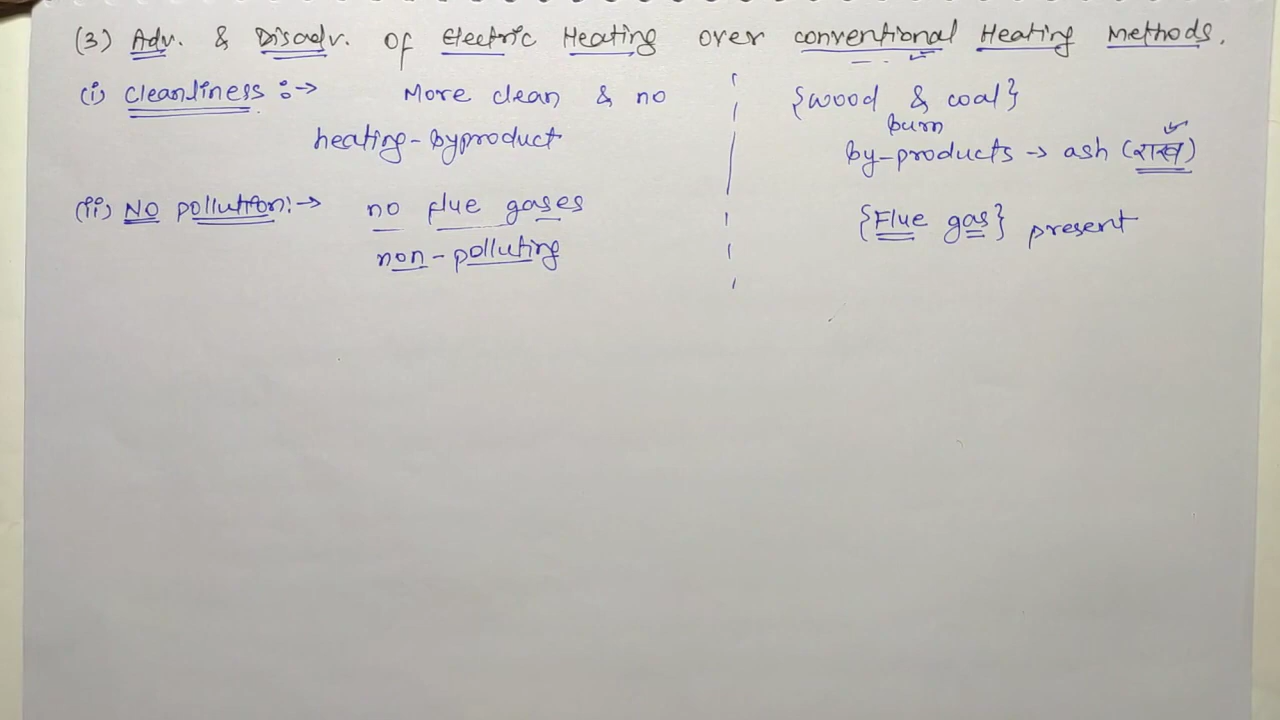 (3) Adv. & Disadv. of Electric Heating over conventional Heating Methods.
(i) cleanliness :→ More clean & no {wood & coal}
burn
heating-byproduct by-products → ash (राख)
(ii) NO pollution:→ no flue gases {Flue gas} present
non-polluting